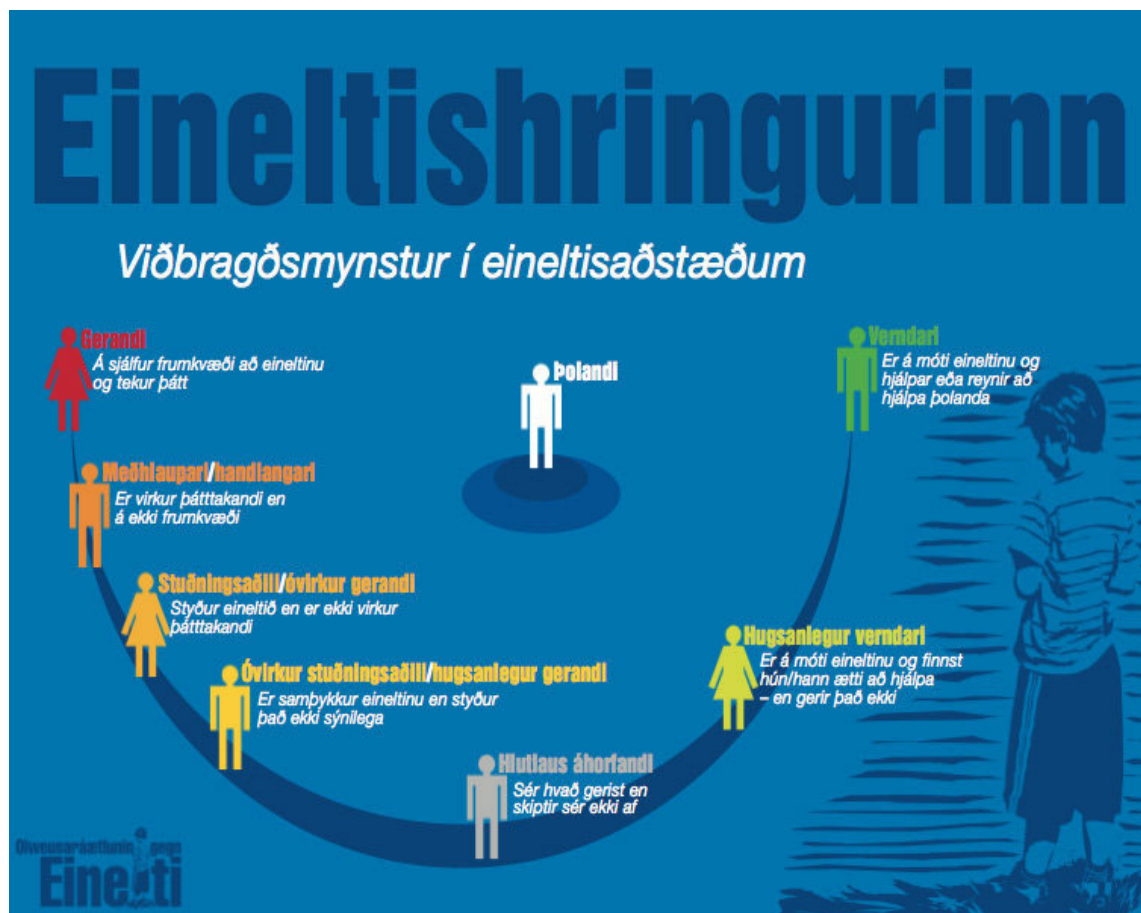 Eineltishringurinn
Viðbragðsmynstur í eineltisaðstæðum
Gerandi
Á sjálfur frumkvæði að eineltinu
og tekur þátt
Meðhlaupari/handlangari
Er virkur þátttakandi en
á ekki frumkvæði
Stuðningsaðili/óvirkur gerandi
Styður eineltið en er ekki virkur
þátttakandi
Óvirkur stuðningsaðili/hugsanlegur gerandi
Er samþykkur eineltinu en styður
það ekki sýnilega
Hlutlaus áhorfandi
Sér hvað gerist en
skiptir sér ekki af
Hugsanlegur verndari
Er á móti eineltinu og finnst
hún/hann ætti að hjálpa
– en gerir það ekki
Verndari
Er á móti eineltinu og
hjálpar eða reynir að
hjálpa þolanda
Þolandi
Olweusaráætlunin gegn
Einelti